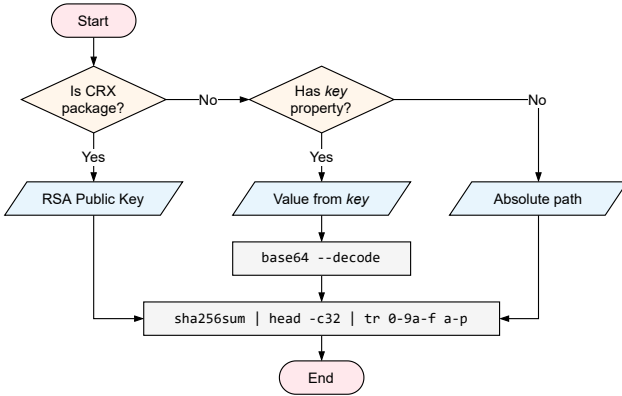 Start
Is CRX
package?
No
Has key
property?
No
Yes
Yes
RSA Public Key
Value from key
Absolute path
base64 --decode
sha256sum | head -c32 | tr 0-9a-f a-p
End